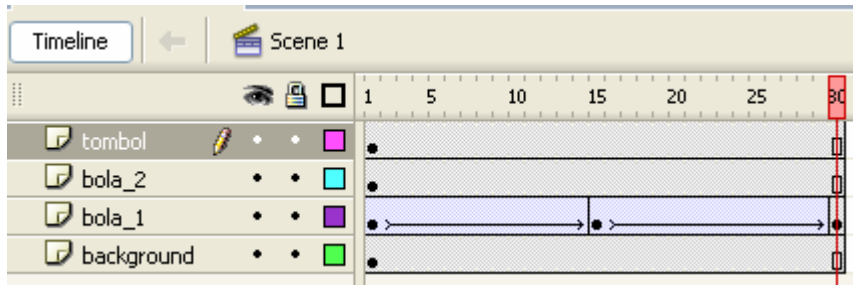 Timeline Scene 1
1 5 10 15 20 25 30
tombol
bola_2
bola_1
background